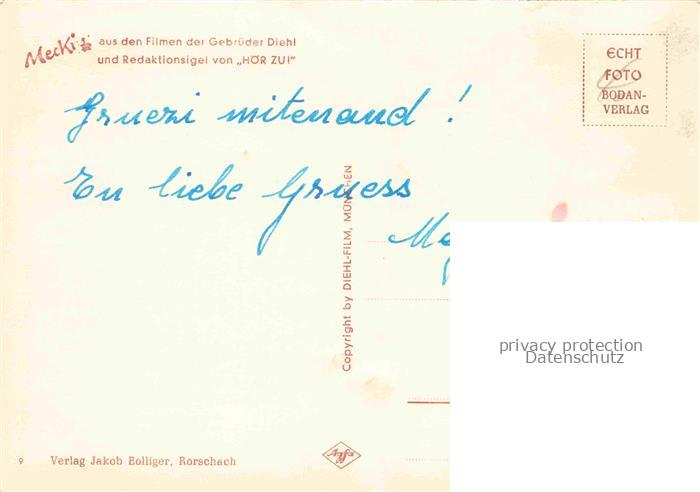 Mecki aus den Filmen der Gebrüder Diehl
und Redaktionsigel von „HÖR ZU!“
ECHT
FOTO
BODAN-
VERLAG
Gruezi mitenand !
En liebe Gruess
Copyright by DIEHL-FILM, MÜNCHEN
privacy protection
Datenschutz
9 Verlag Jakob Bolliger, Rorschach
Agfa